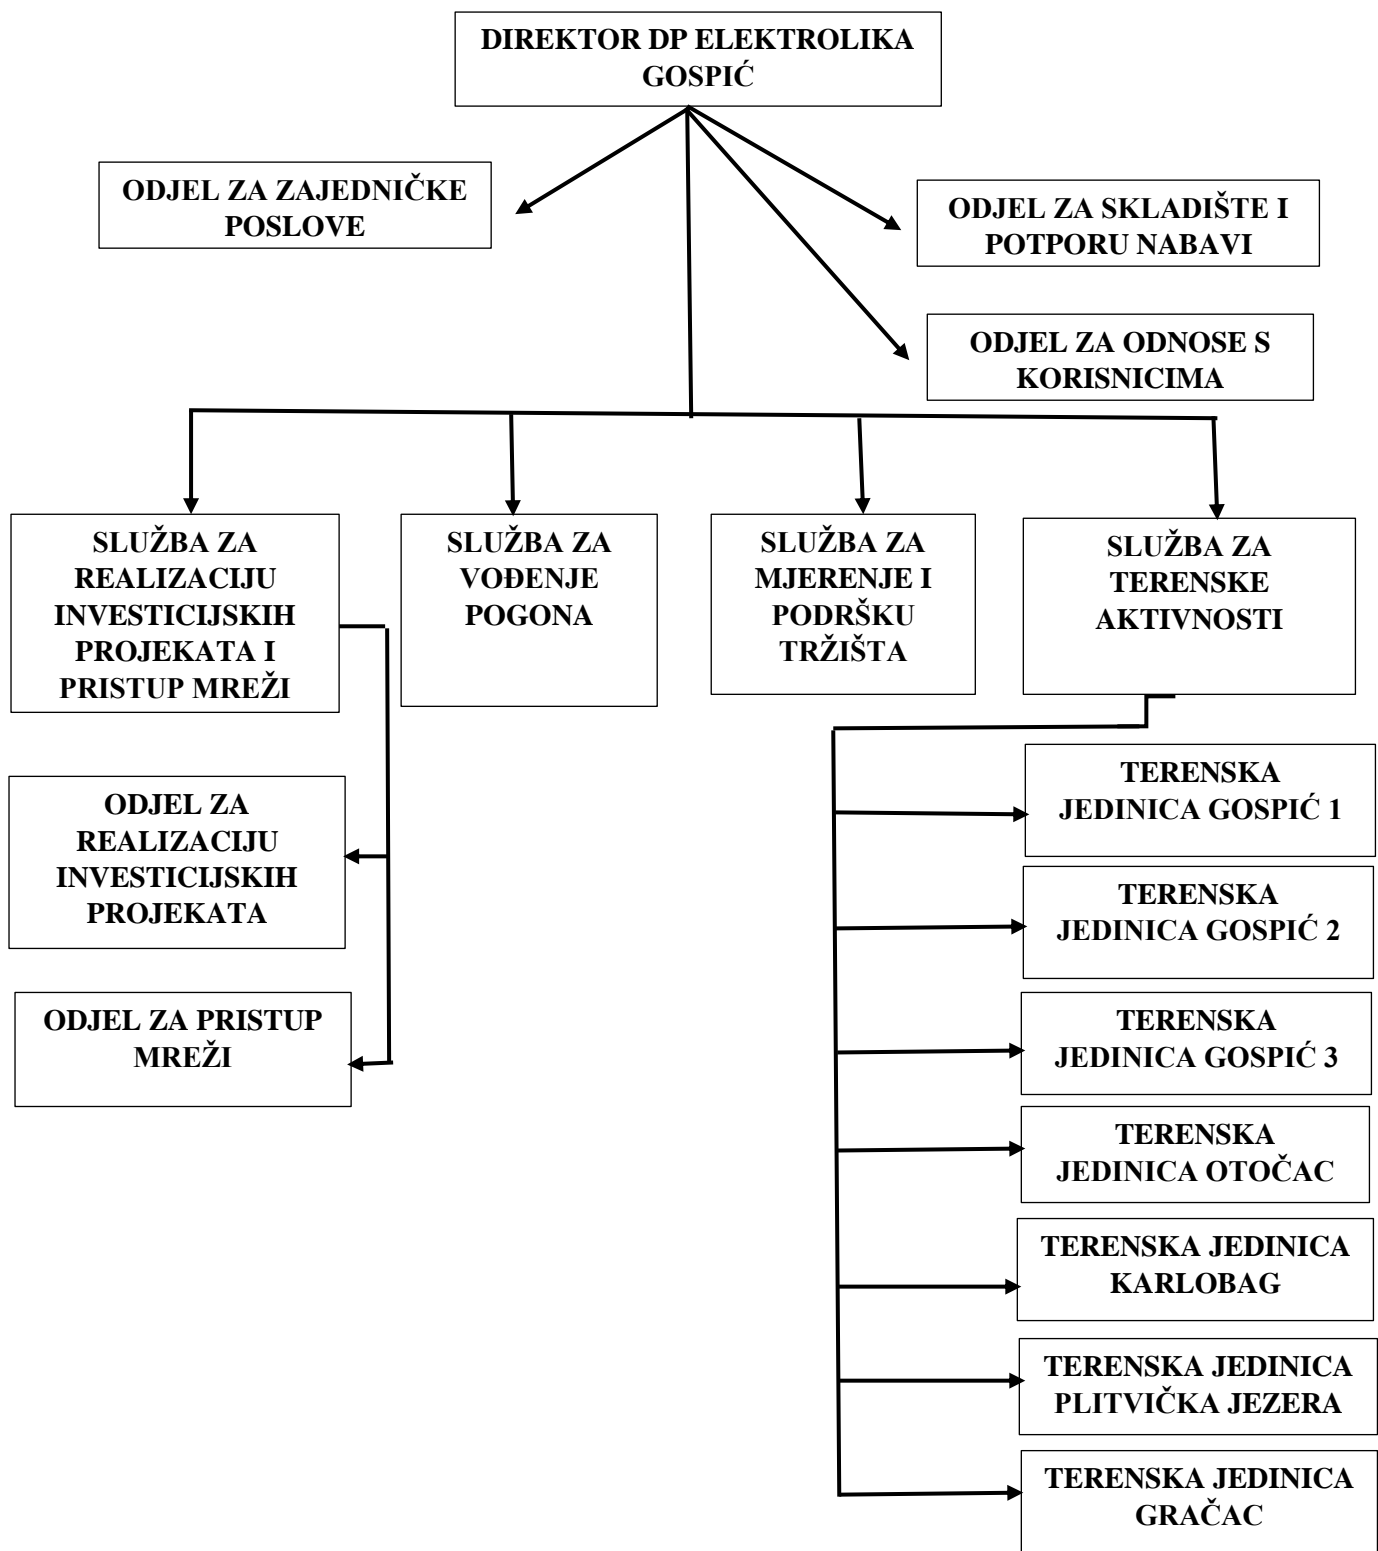 DIREKTOR DP ELEKTROLIKA
GOSPIĆ
ODJEL ZA ZAJEDNIČKE
POSLOVE
ODJEL ZA SKLADIŠTE I
POTPORU NABAVI
ODJEL ZA ODNOSE S
KORISNICIMA
SLUŽBA ZA
REALIZACIJU
INVESTICIJSKIH
PROJEKATA I
PRISTUP MREŽI
SLUŽBA ZA
VOĐENJE
POGONA
SLUŽBA ZA
MJERENJE I
PODRŠKU
TRŽIŠTA
SLUŽBA ZA
TERENSKE
AKTIVNOSTI
ODJEL ZA
REALIZACIJU
INVESTICIJSKIH
PROJEKATA
ODJEL ZA PRISTUP
MREŽI
TERENSKA
JEDINICA GOSPIĆ 1
TERENSKA
JEDINICA GOSPIĆ 2
TERENSKA
JEDINICA GOSPIĆ 3
TERENSKA
JEDINICA OTOČAC
TERENSKA JEDINICA
KARLOBAG
TERENSKA JEDINICA
PLITVIČKA JEZERA
TERENSKA JEDINICA
GRAČAC